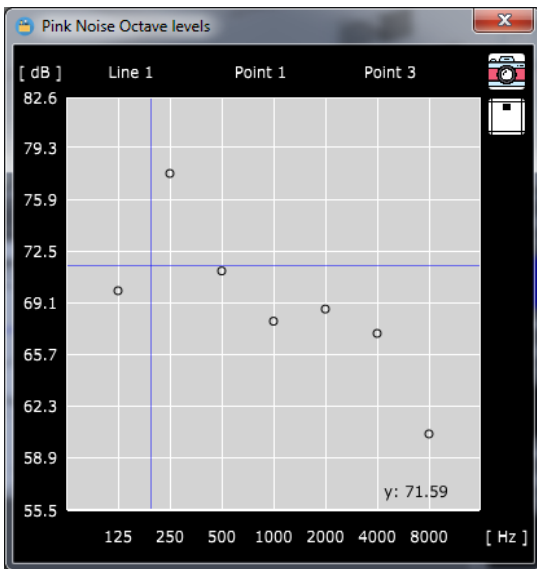 Pink Noise Octave levels
[ dB ] Line 1 Point 1 Point 3
82.6
79.3
75.9
72.5
69.1
65.7
62.3
58.9
y: 71.59
55.5
125 250 500 1000 2000 4000 8000 [ Hz ]